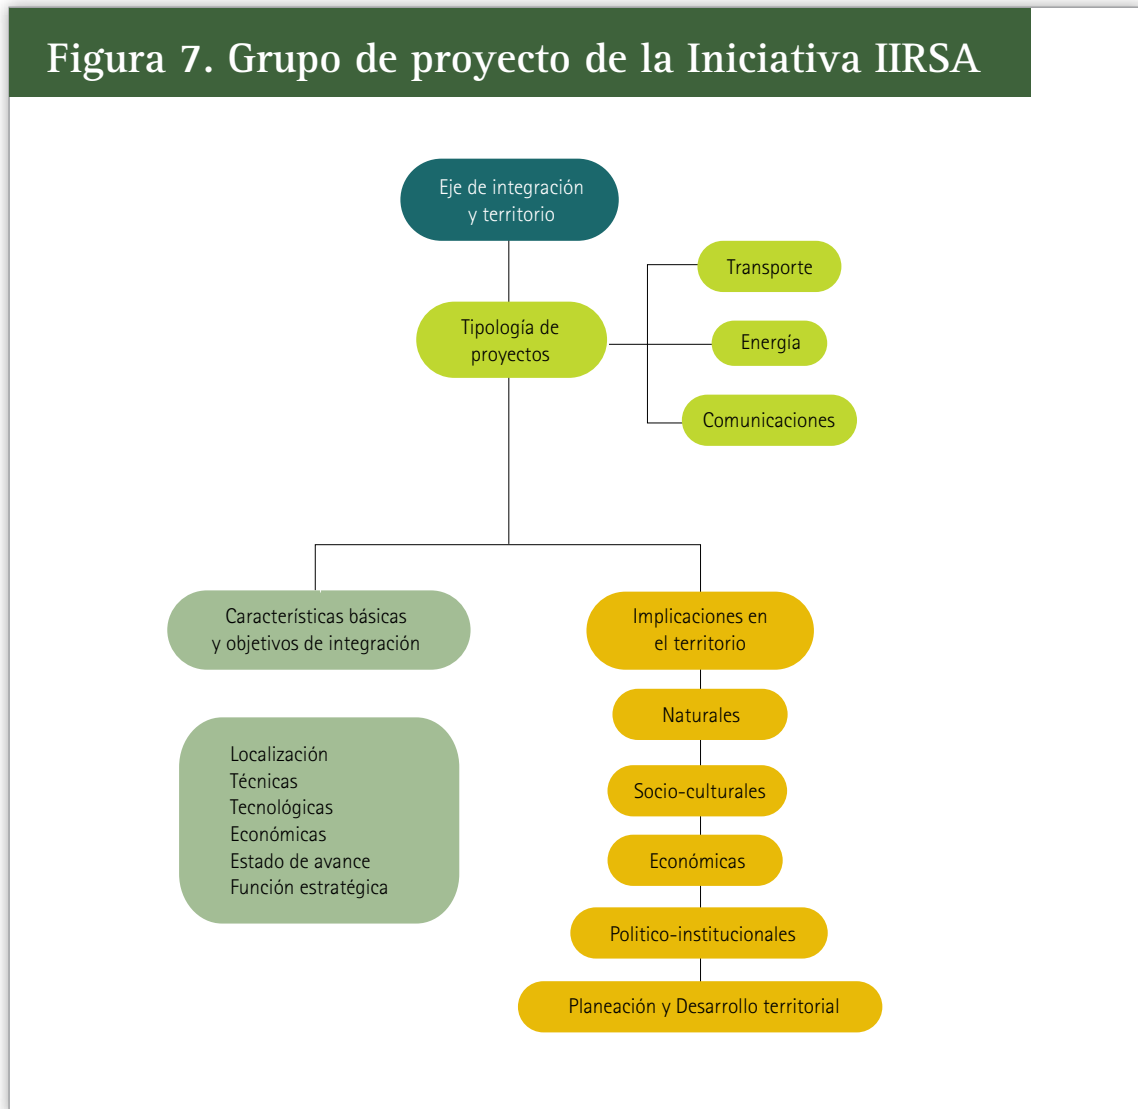 Figura 7. Grupo de proyecto de la Iniciativa IIRSA
Eje de integración
y territorio
Tipología de
proyectos
Transporte
Energía
Comunicaciones
Características básicas
y objetivos de integración
Localización
Técnicas
Tecnológicas
Económicas
Estado de avance
Función estratégica
Implicaciones en
el territorio
Naturales
Socio-culturales
Económicas
Politico-institucionales
Planeación y Desarrollo territorial